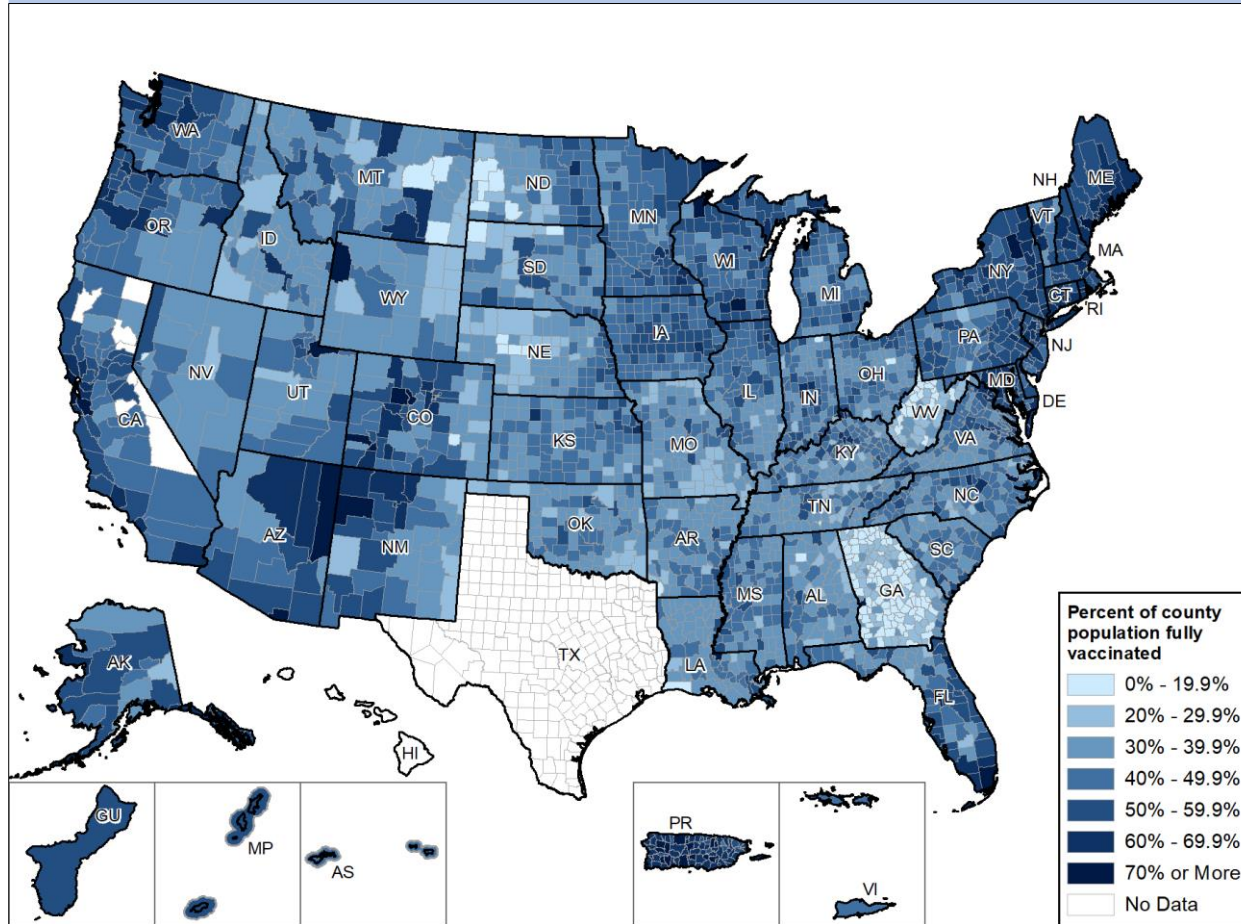 WA
MT
ND
MN
OR
ID
SD
WI
MI
NY
VT
NH
ME
MA
CT
RI
WY
IA
NE
PA
NJ
NV
UT
CO
IL
IN
OH
MD
DE
CA
KS
MO
WV
KY
VA
AZ
NM
OK
AR
TN
NC
SC
MS
AL
GA
TX
LA
FL
AK
HI
GU
MP
AS
PR
VI
Percent of county
population fully
vaccinated
0% - 19.9%
20% - 29.9%
30% - 39.9%
40% - 49.9%
50% - 59.9%
60% - 69.9%
70% or More
No Data